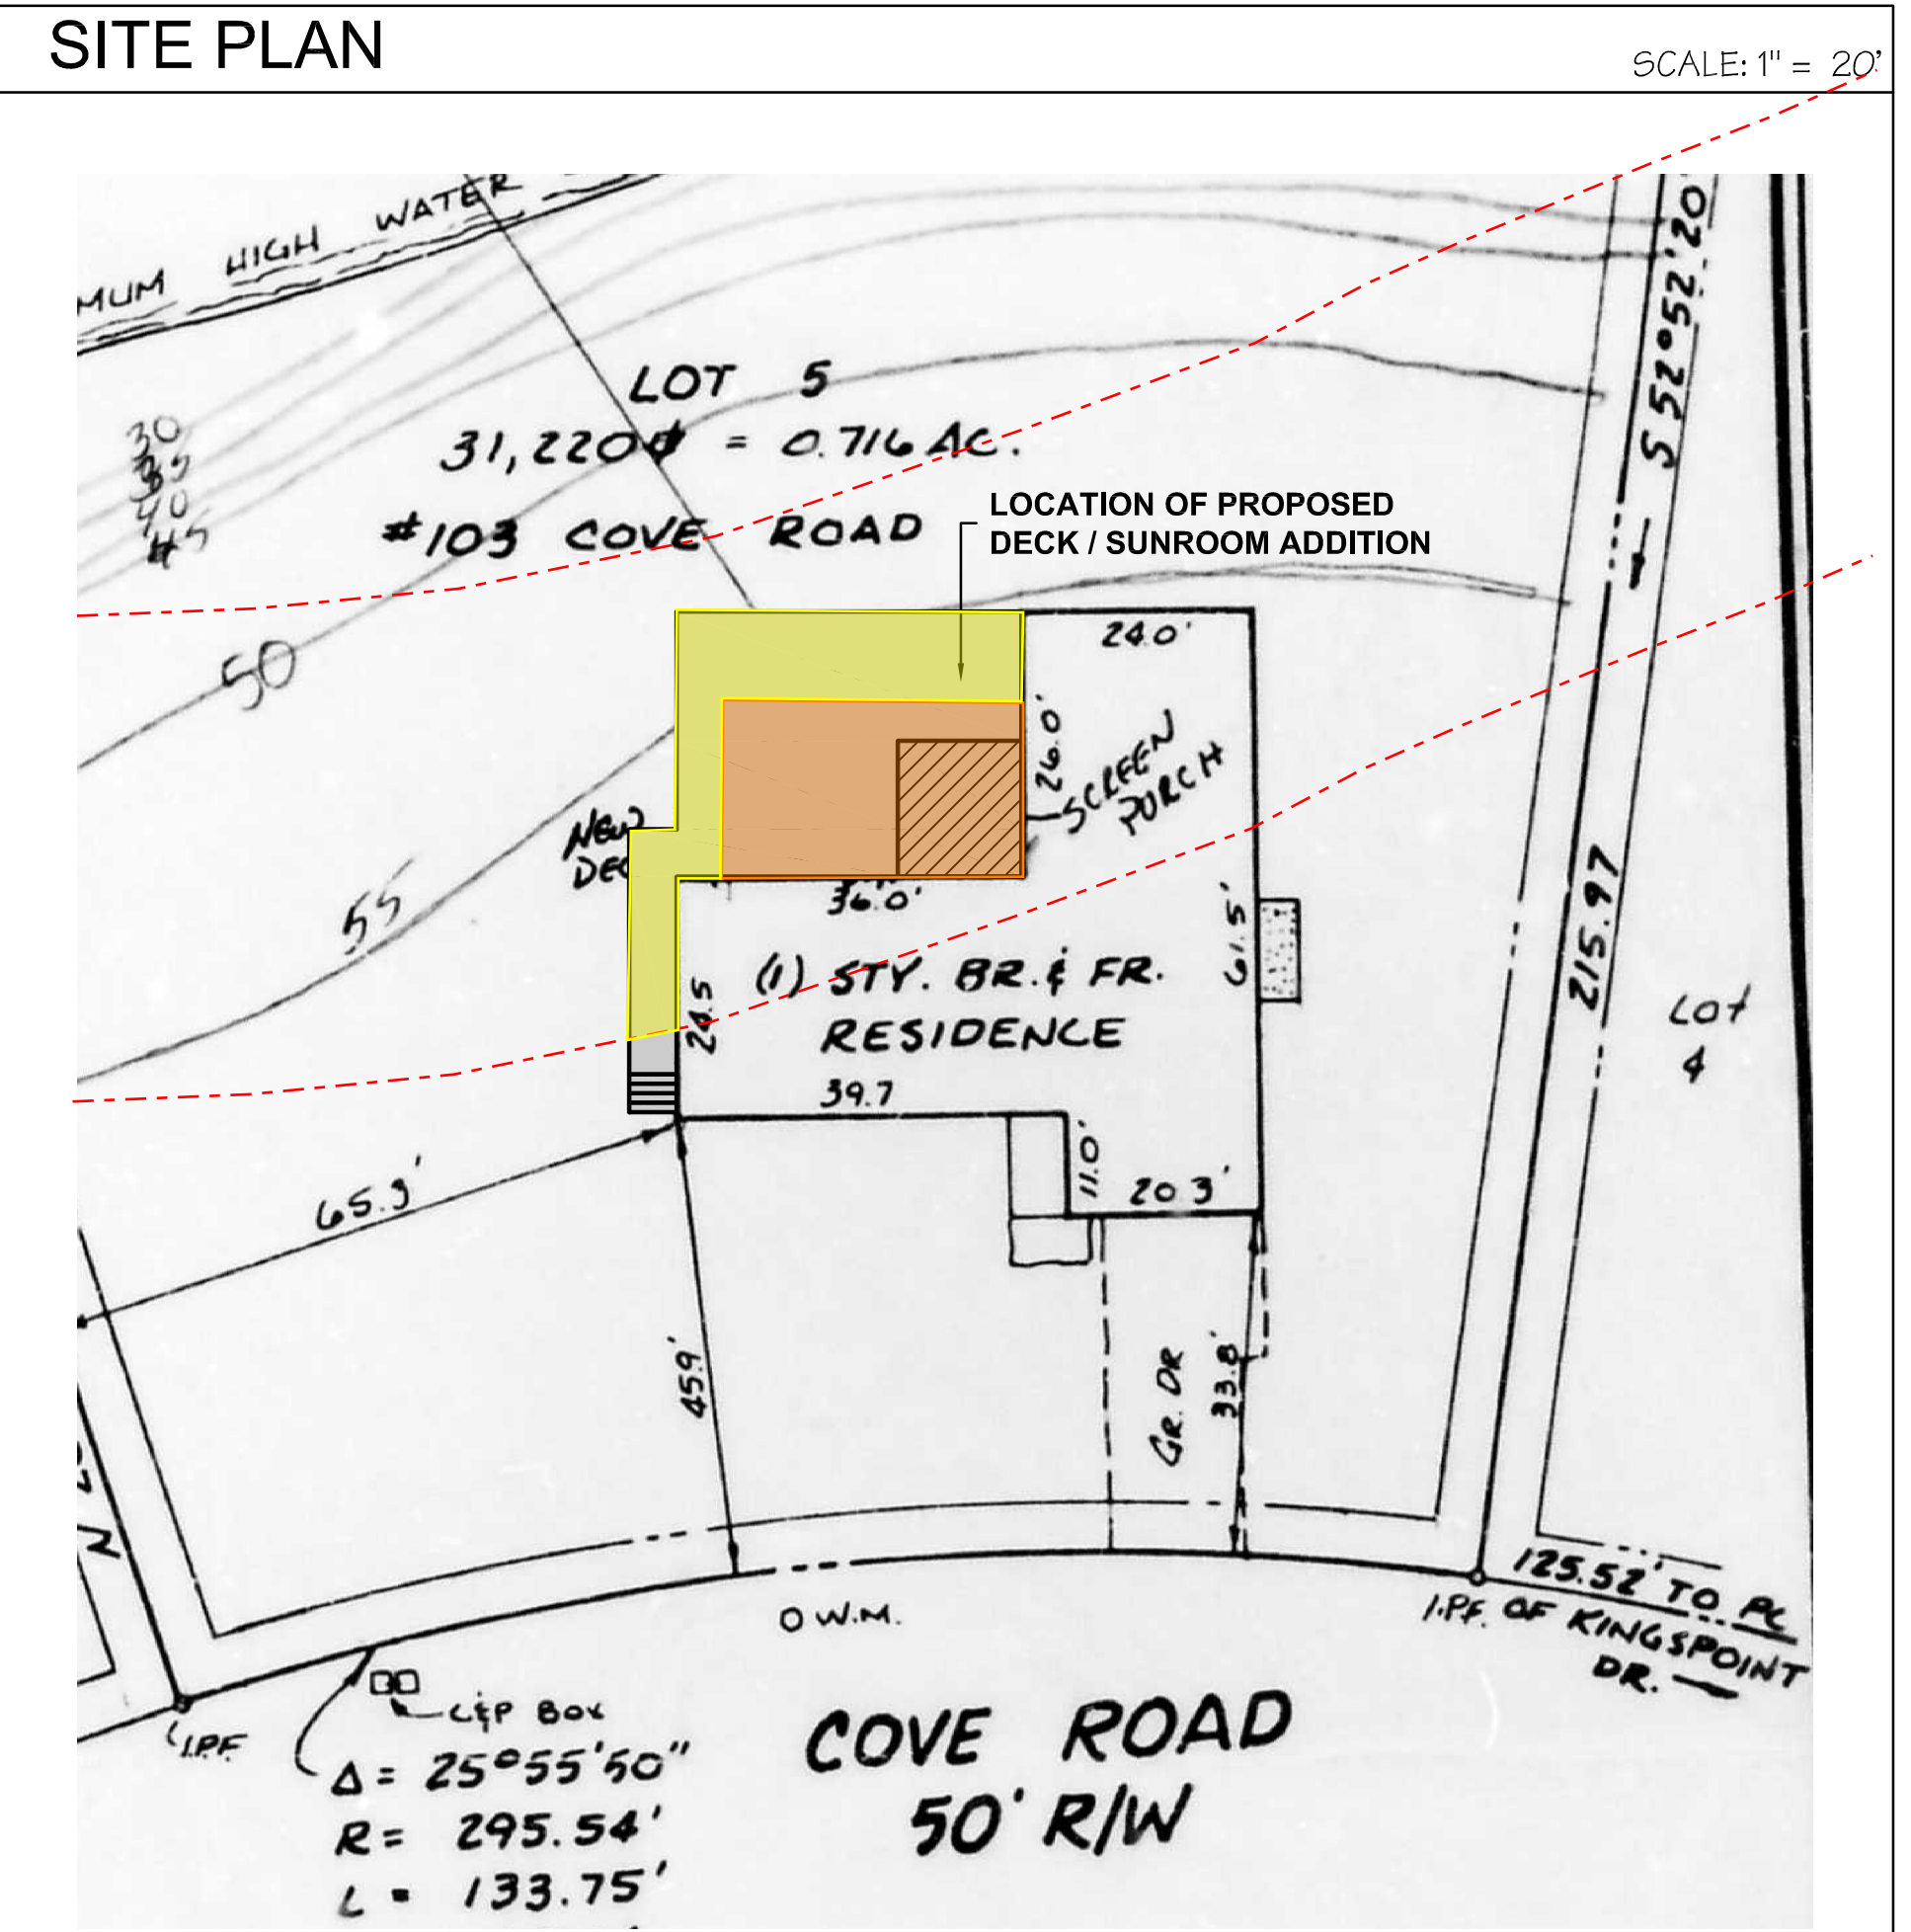 SITE PLAN
SCALE: 1" = 20'
MUM HIGH WATER
S 52°52'20
LOT 5
30
35
40
45
31,220⌀ = 0.716 AC.
#103 COVE ROAD
LOCATION OF PROPOSED
DECK / SUNROOM ADDITION
50
24.0'
26.0'
SCREEN
PORCH
NEW
DEC
55
36.0'
61.5'
215.97
(1) STY. BR. & FR.
RESIDENCE
24.5
LOT
4
39.7
11.0'
20.3'
65.9'
45.9'
GR. DR
33.8'
O W.M.
125.52' TO PC
I.P.F. OF KINGSPOINT
DR.
C&P BOX
I.P.F.
COVE ROAD
50' R/W
Δ = 25°55'50"
R = 295.54'
L = 133.75'